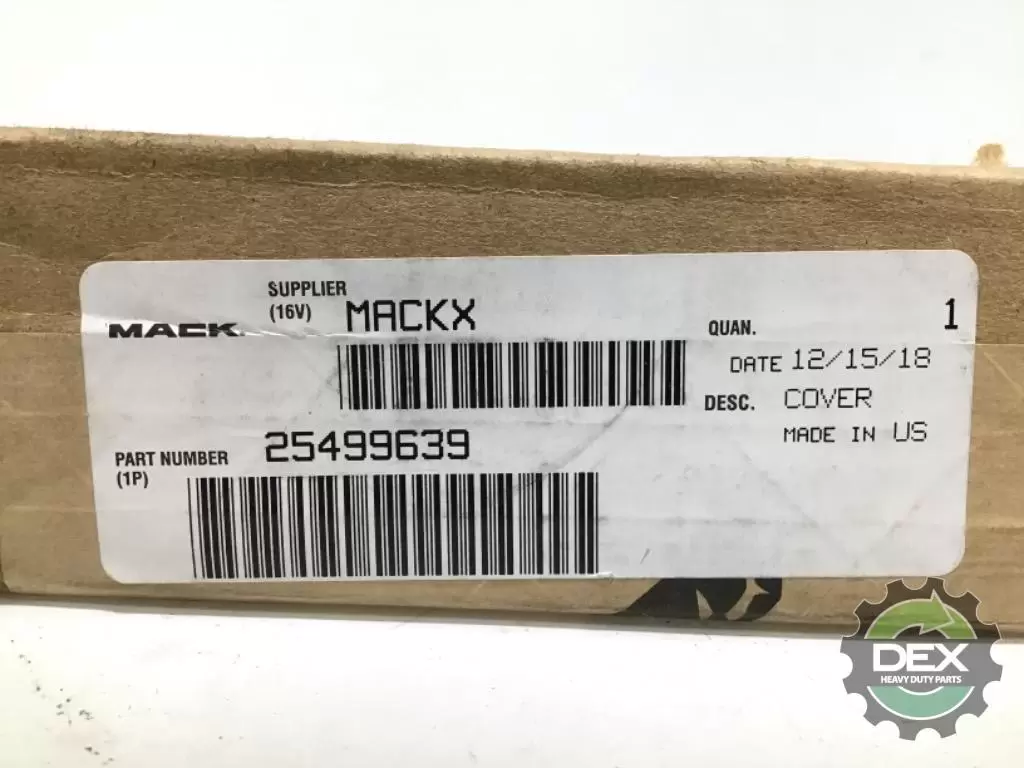 SUPPLIER
(16V) MACKX
MACK.
QUAN. 1
DATE 12/15/18
DESC. COVER
MADE IN US
PART NUMBER 25499639
(1P)
DEX
HEAVY DUTY PARTS